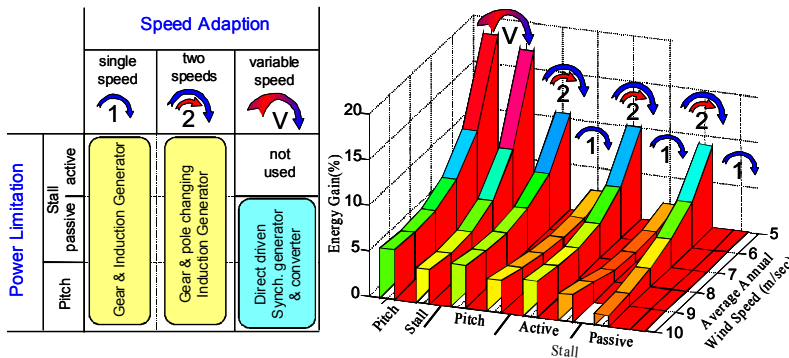 Speed Adaption
single
speed
two
speeds
variable
speed
1
2
V
Power Limitation
Stall
active
passive
Pitch
Gear & Induction Generator
Gear & pole changing
Induction Generator
not
used
Direct driven
Synch. generator
& converter
V
2
2
2
1
1
1
Energy Gain(%)
20
15
10
5
0
Pitch
Stall
Pitch
Active
Passive
Stall
5
6
7
8
9
10
Average Annual
Wind Speed (m/sec)